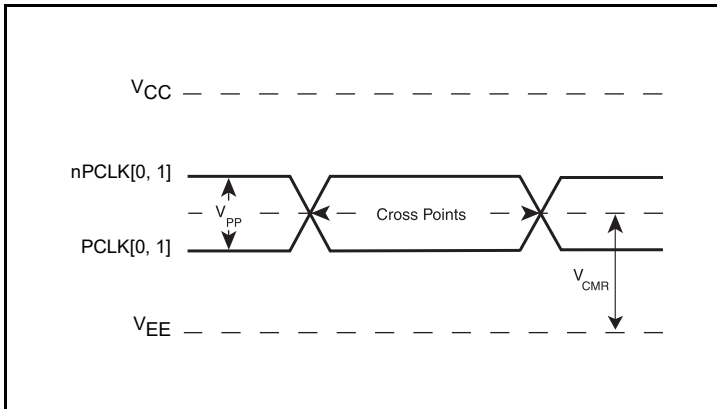 VCC
nPCLK[0, 1]
VPP
Cross Points
PCLK[0, 1]
VCMR
VEE